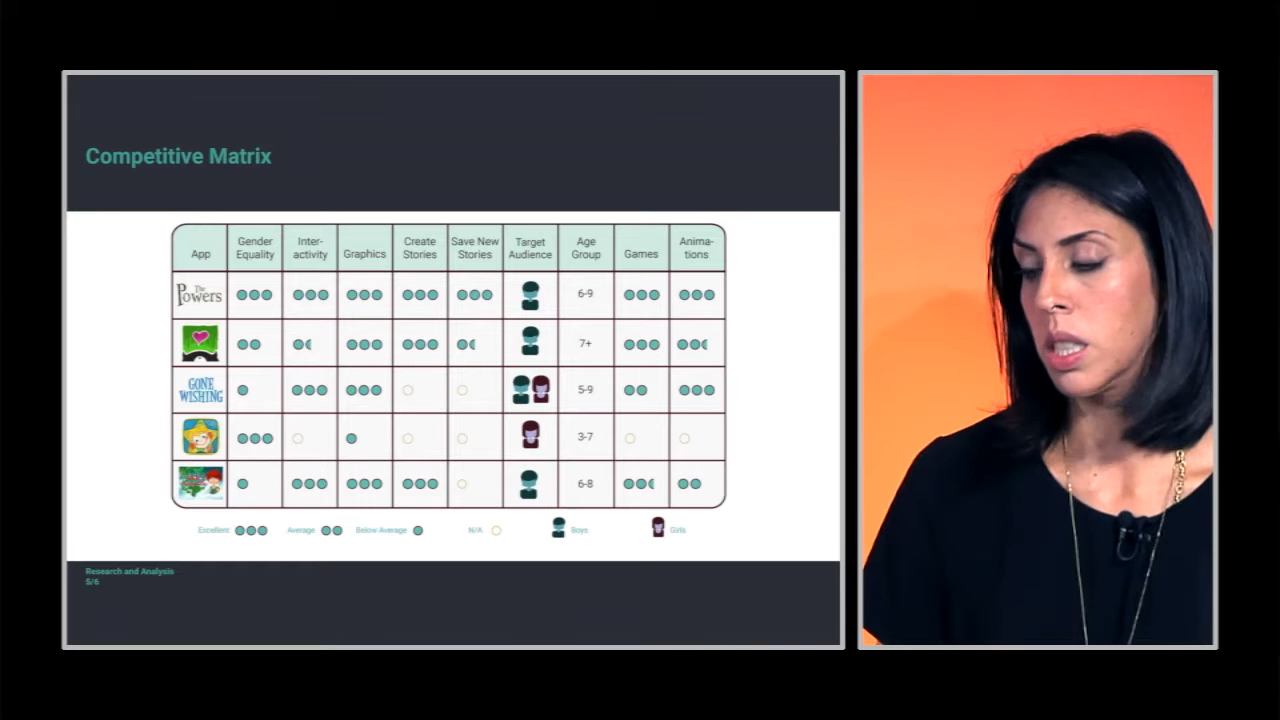 Competitive Matrix
App
Gender
Equality
Inter-
activity
Graphics
Create
Stories
Save New
Stories
Target
Audience
Age
Group
Games
Anima-
tions
The
Powers
6-9
7+
GONE
WISHING
5-9
3-7
6-8
Excellent
Average
Below Average
N/A
Boys
Girls
Research and Analysis
5/6